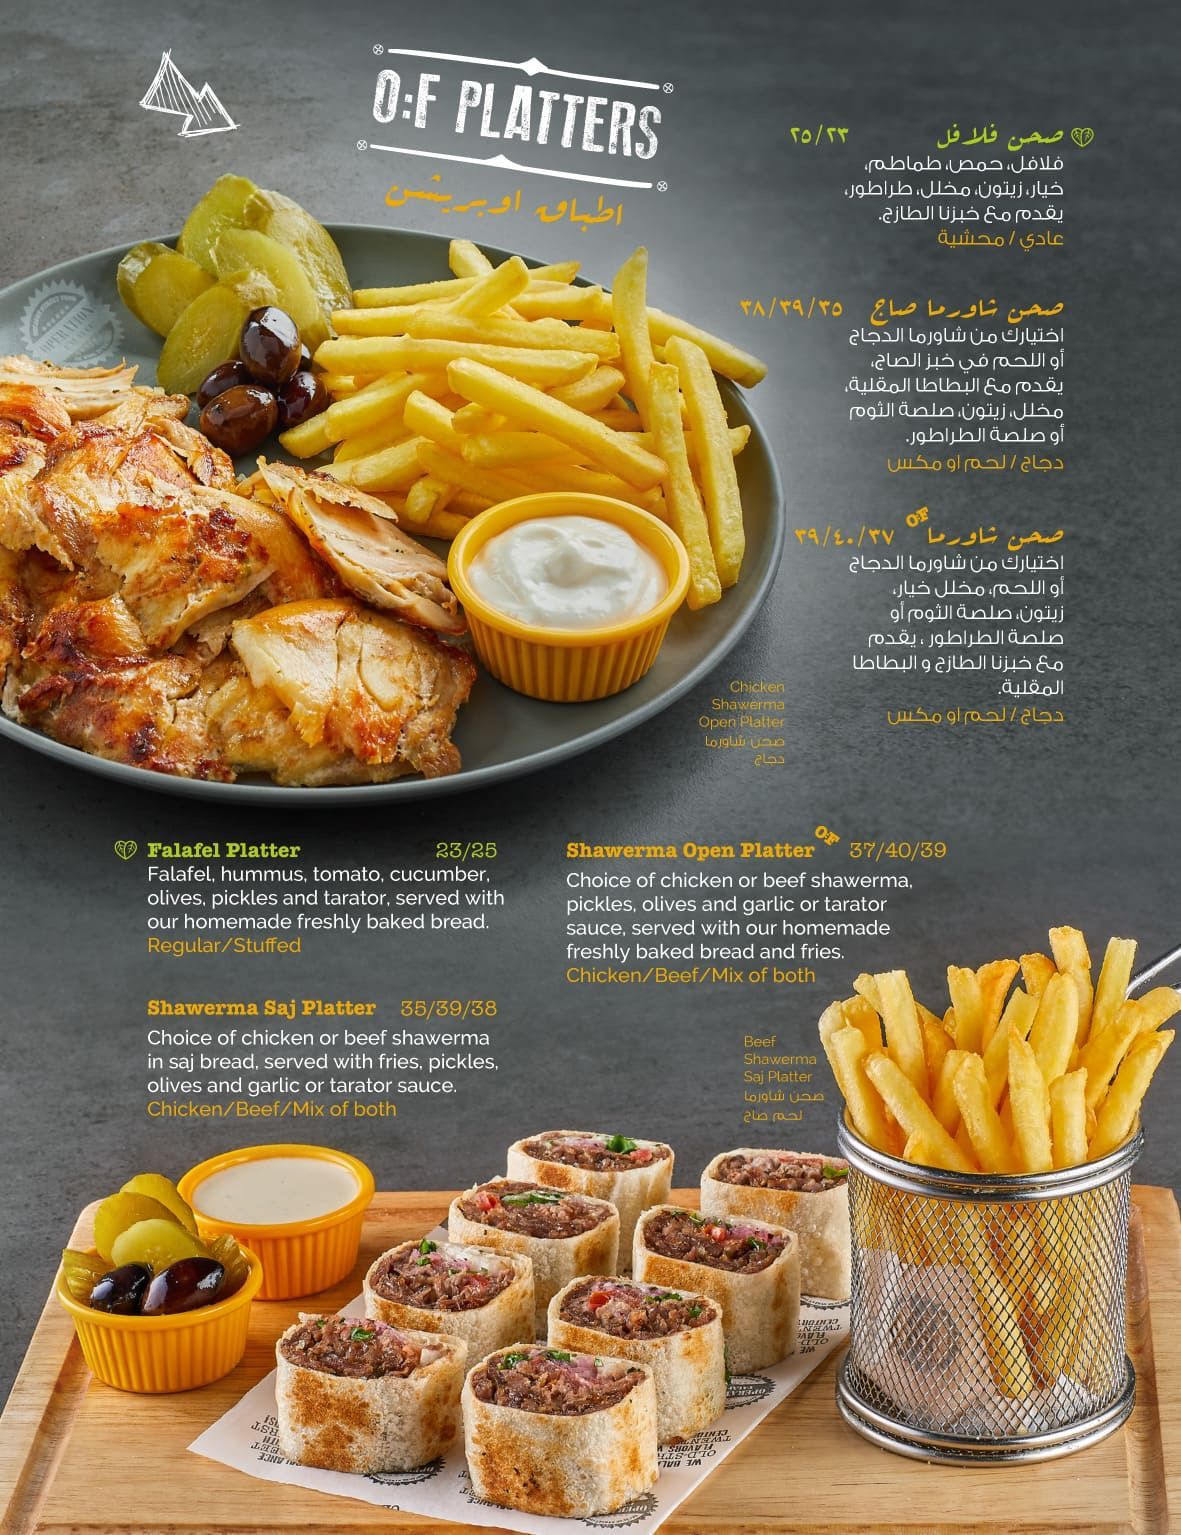 O:F PLATTERS
اطباق اوبريشن
صحن فلافل ٢٥/٢٣
فلافل، حمص، طماطم،
خيار، زيتون، مخلل، طراطور،
يقدم مع خبزنا الطازج.
عادي / محشية
صحن شاورما صاج ٣٨/٣٩/٣٥
اختيارك من شاورما الدجاج
أو اللحم في خبز الصاج،
يقدم مع البطاطا المقلية،
مخلل، زيتون، صلصة الثوم
أو صلصة الطراطور.
دجاج / لحم او مكس
صحن شاورما O:F ٣٩/٤٠/٣٧
اختيارك من شاورما الدجاج
أو اللحم، مخلل خيار،
زيتون، صلصة الثوم أو
صلصة الطراطور ، يقدم
مع خبزنا الطازج و البطاطا
المقلية.
دجاج / لحم او مكس
Chicken
Shawerma
Open Platter
صحن شاورما
دجاج
Falafel Platter 23/25
Falafel, hummus, tomato, cucumber,
olives, pickles and tarator, served with
our homemade freshly baked bread.
Regular/Stuffed
Shawerma Saj Platter 35/39/38
Choice of chicken or beef shawerma
in saj bread, served with fries, pickles,
olives and garlic or tarator sauce.
Chicken/Beef/Mix of both
Shawerma Open Platter O:F 37/40/39
Choice of chicken or beef shawerma,
pickles, olives and garlic or tarator
sauce, served with our homemade
freshly baked bread and fries.
Chicken/Beef/Mix of both
Beef
Shawerma
Saj Platter
صحن شاورما
لحم صاج